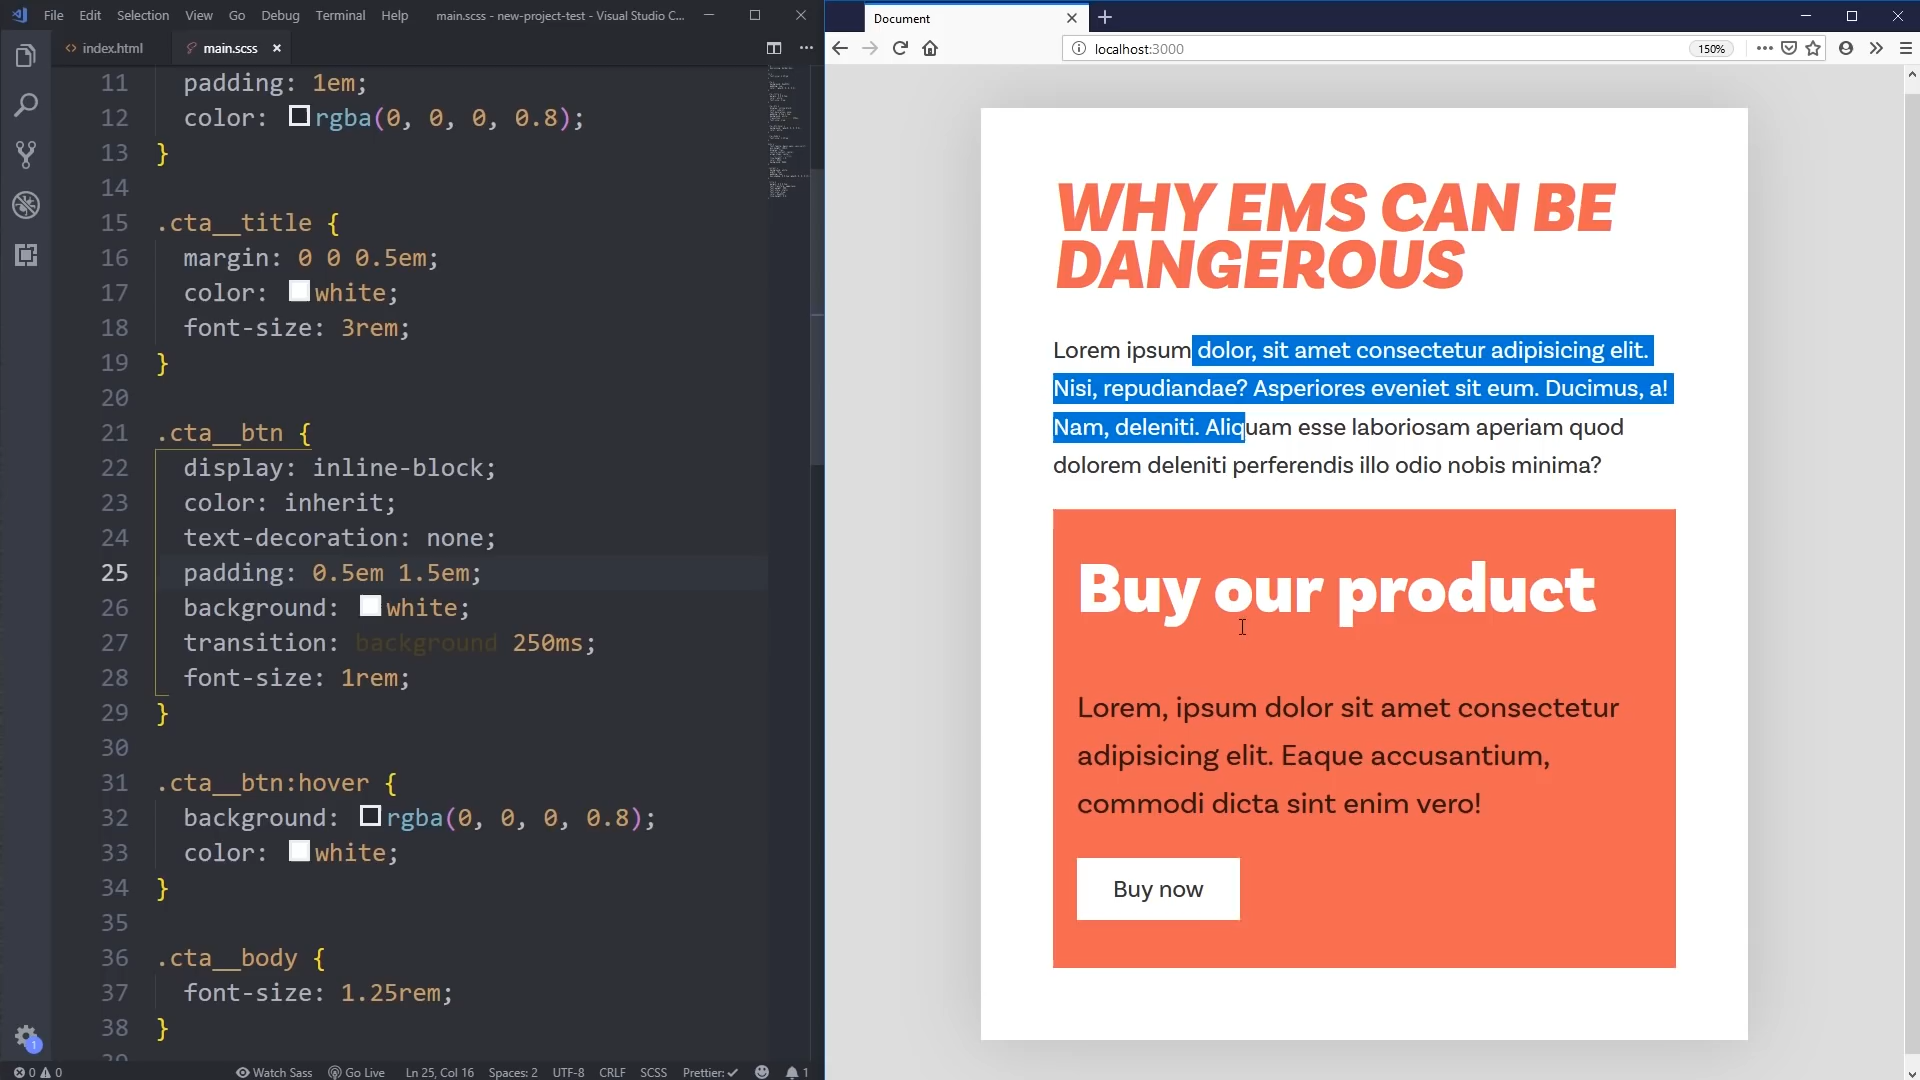 File Edit Selection View Go Debug Terminal Help main.scss - new-project-test - Visual Studio C...
index.html main.scss
11 padding: 1em;
12 color: rgba(0, 0, 0, 0.8);
13 }
14
15 .cta__title {
16 margin: 0 0 0.5em;
17 color: white;
18 font-size: 3rem;
19 }
20
21 .cta__btn {
22 display: inline-block;
23 color: inherit;
24 text-decoration: none;
25 padding: 0.5em 1.5em;
26 background: white;
27 transition: background 250ms;
28 font-size: 1rem;
29 }
30
31 .cta__btn:hover {
32 background: rgba(0, 0, 0, 0.8);
33 color: white;
34 }
35
36 .cta__body {
37 font-size: 1.25rem;
38 }
1
0 0 Watch Sass Go Live Ln 25, Col 16 Spaces: 2 UTF-8 CRLF SCSS Prettier: 1
Document
localhost:3000 150%
WHY EMS CAN BE
DANGEROUS
Lorem ipsum dolor, sit amet consectetur adipisicing elit.
Nisi, repudiandae? Asperiores eveniet sit eum. Ducimus, a!
Nam, deleniti. Aliquam esse laboriosam aperiam quod
dolorem deleniti perferendis illo odio nobis minima?
Buy our product
Lorem, ipsum dolor sit amet consectetur
adipisicing elit. Eaque accusantium,
commodi dicta sint enim vero!
Buy now